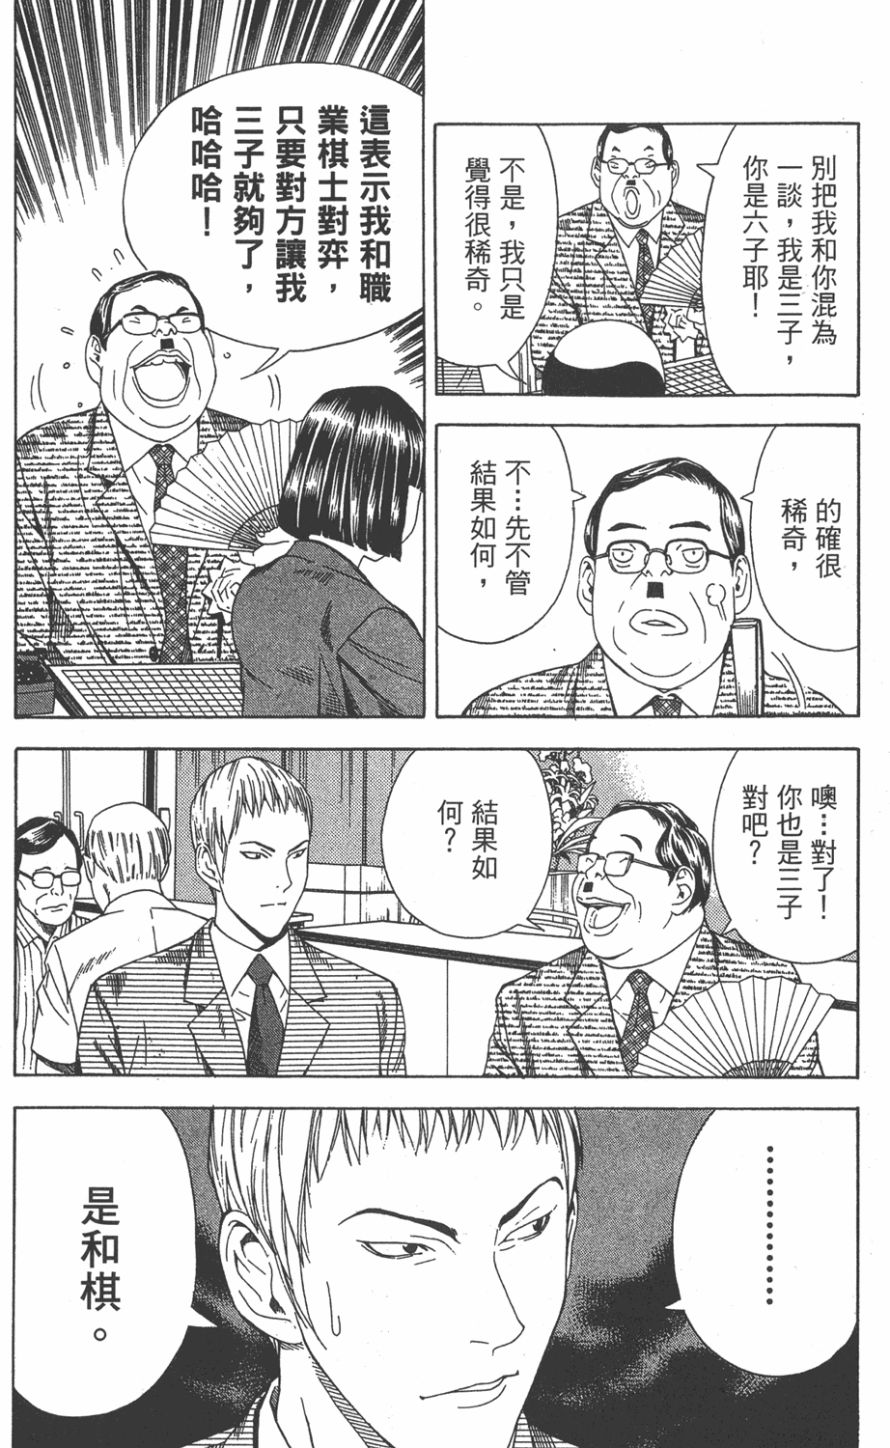 別把我和你混為
一談，我是三子，
你是六子耶！
不是，我只是
覺得很稀奇。
的確很
稀奇，
不…先不管
結果如何，
這表示我和職
業棋士對弈，
只要對方讓我
三子就夠了，
哈哈哈！
噢…對了！
你也是三子
對吧？
結果如
何？
…………
是和棋。